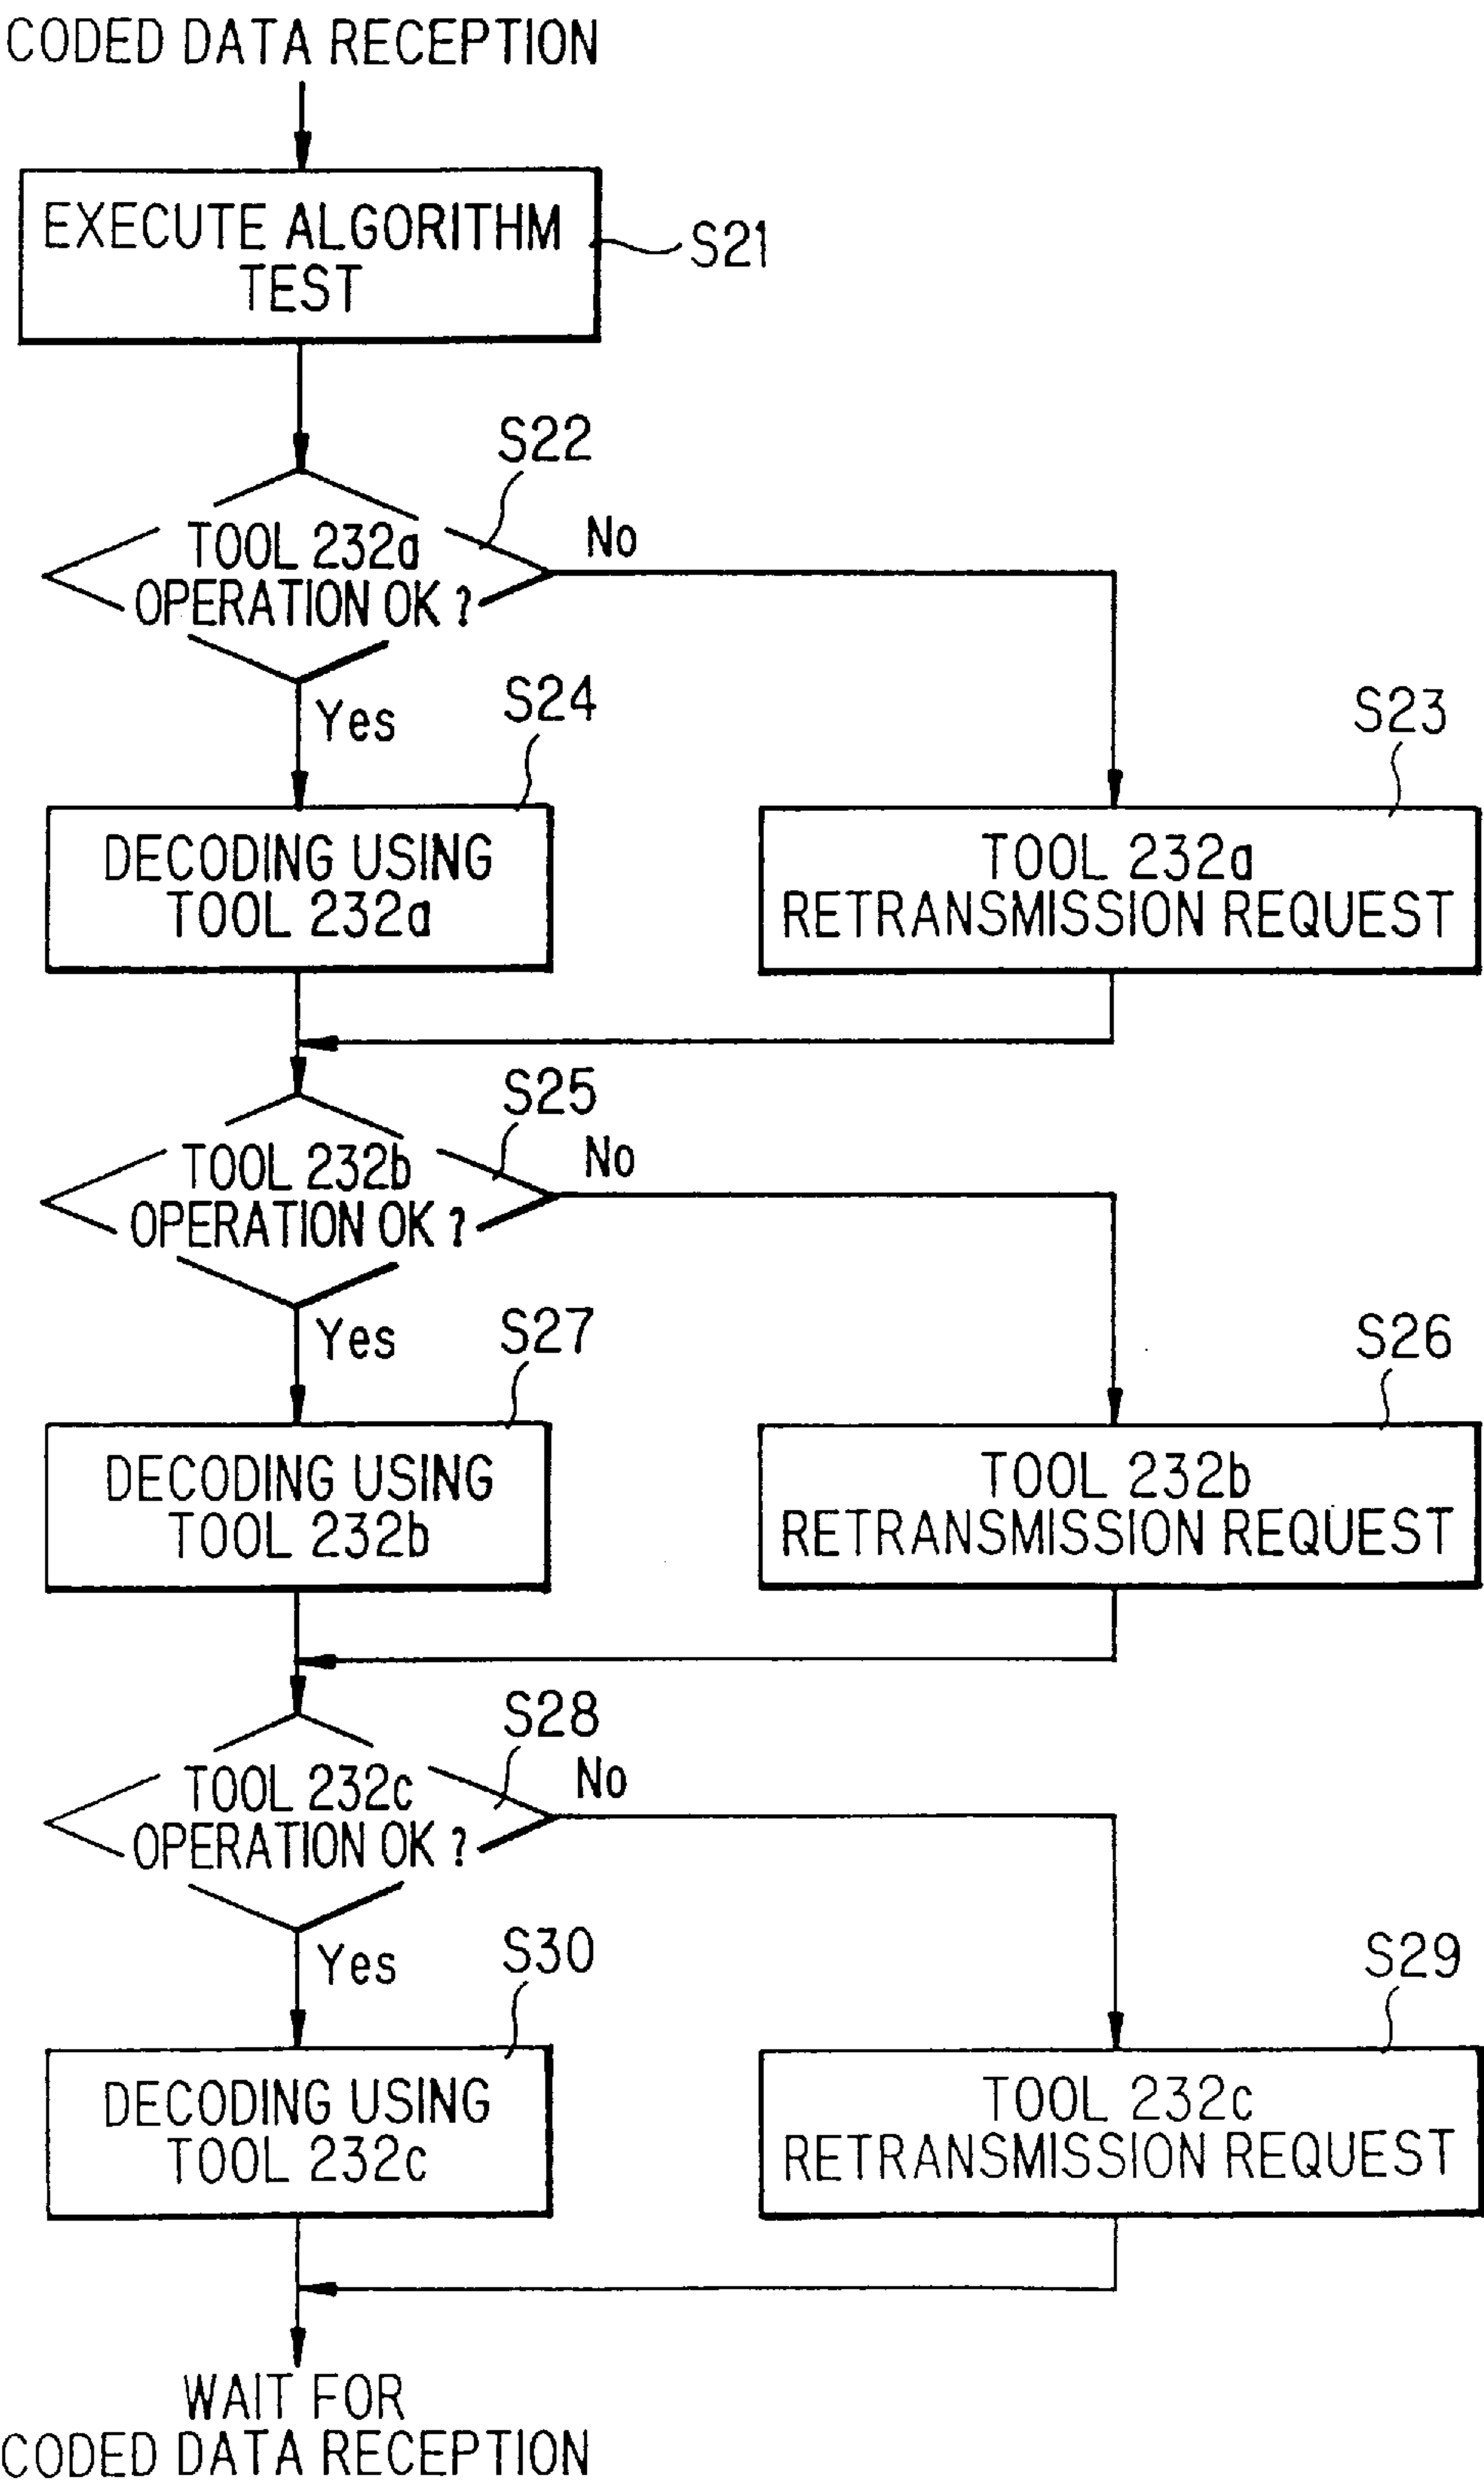 CODED DATA RECEPTION
EXECUTE ALGORITHM
TEST
S21
S22
TOOL 232a
OPERATION OK ?
No
Yes
S24
S23
DECODING USING
TOOL 232a
TOOL 232a
RETRANSMISSION REQUEST
S25
TOOL 232b
OPERATION OK ?
No
Yes
S27
S26
DECODING USING
TOOL 232b
TOOL 232b
RETRANSMISSION REQUEST
S28
TOOL 232c
OPERATION OK ?
No
Yes
S30
S29
DECODING USING
TOOL 232c
TOOL 232c
RETRANSMISSION REQUEST
WAIT FOR
CODED DATA RECEPTION